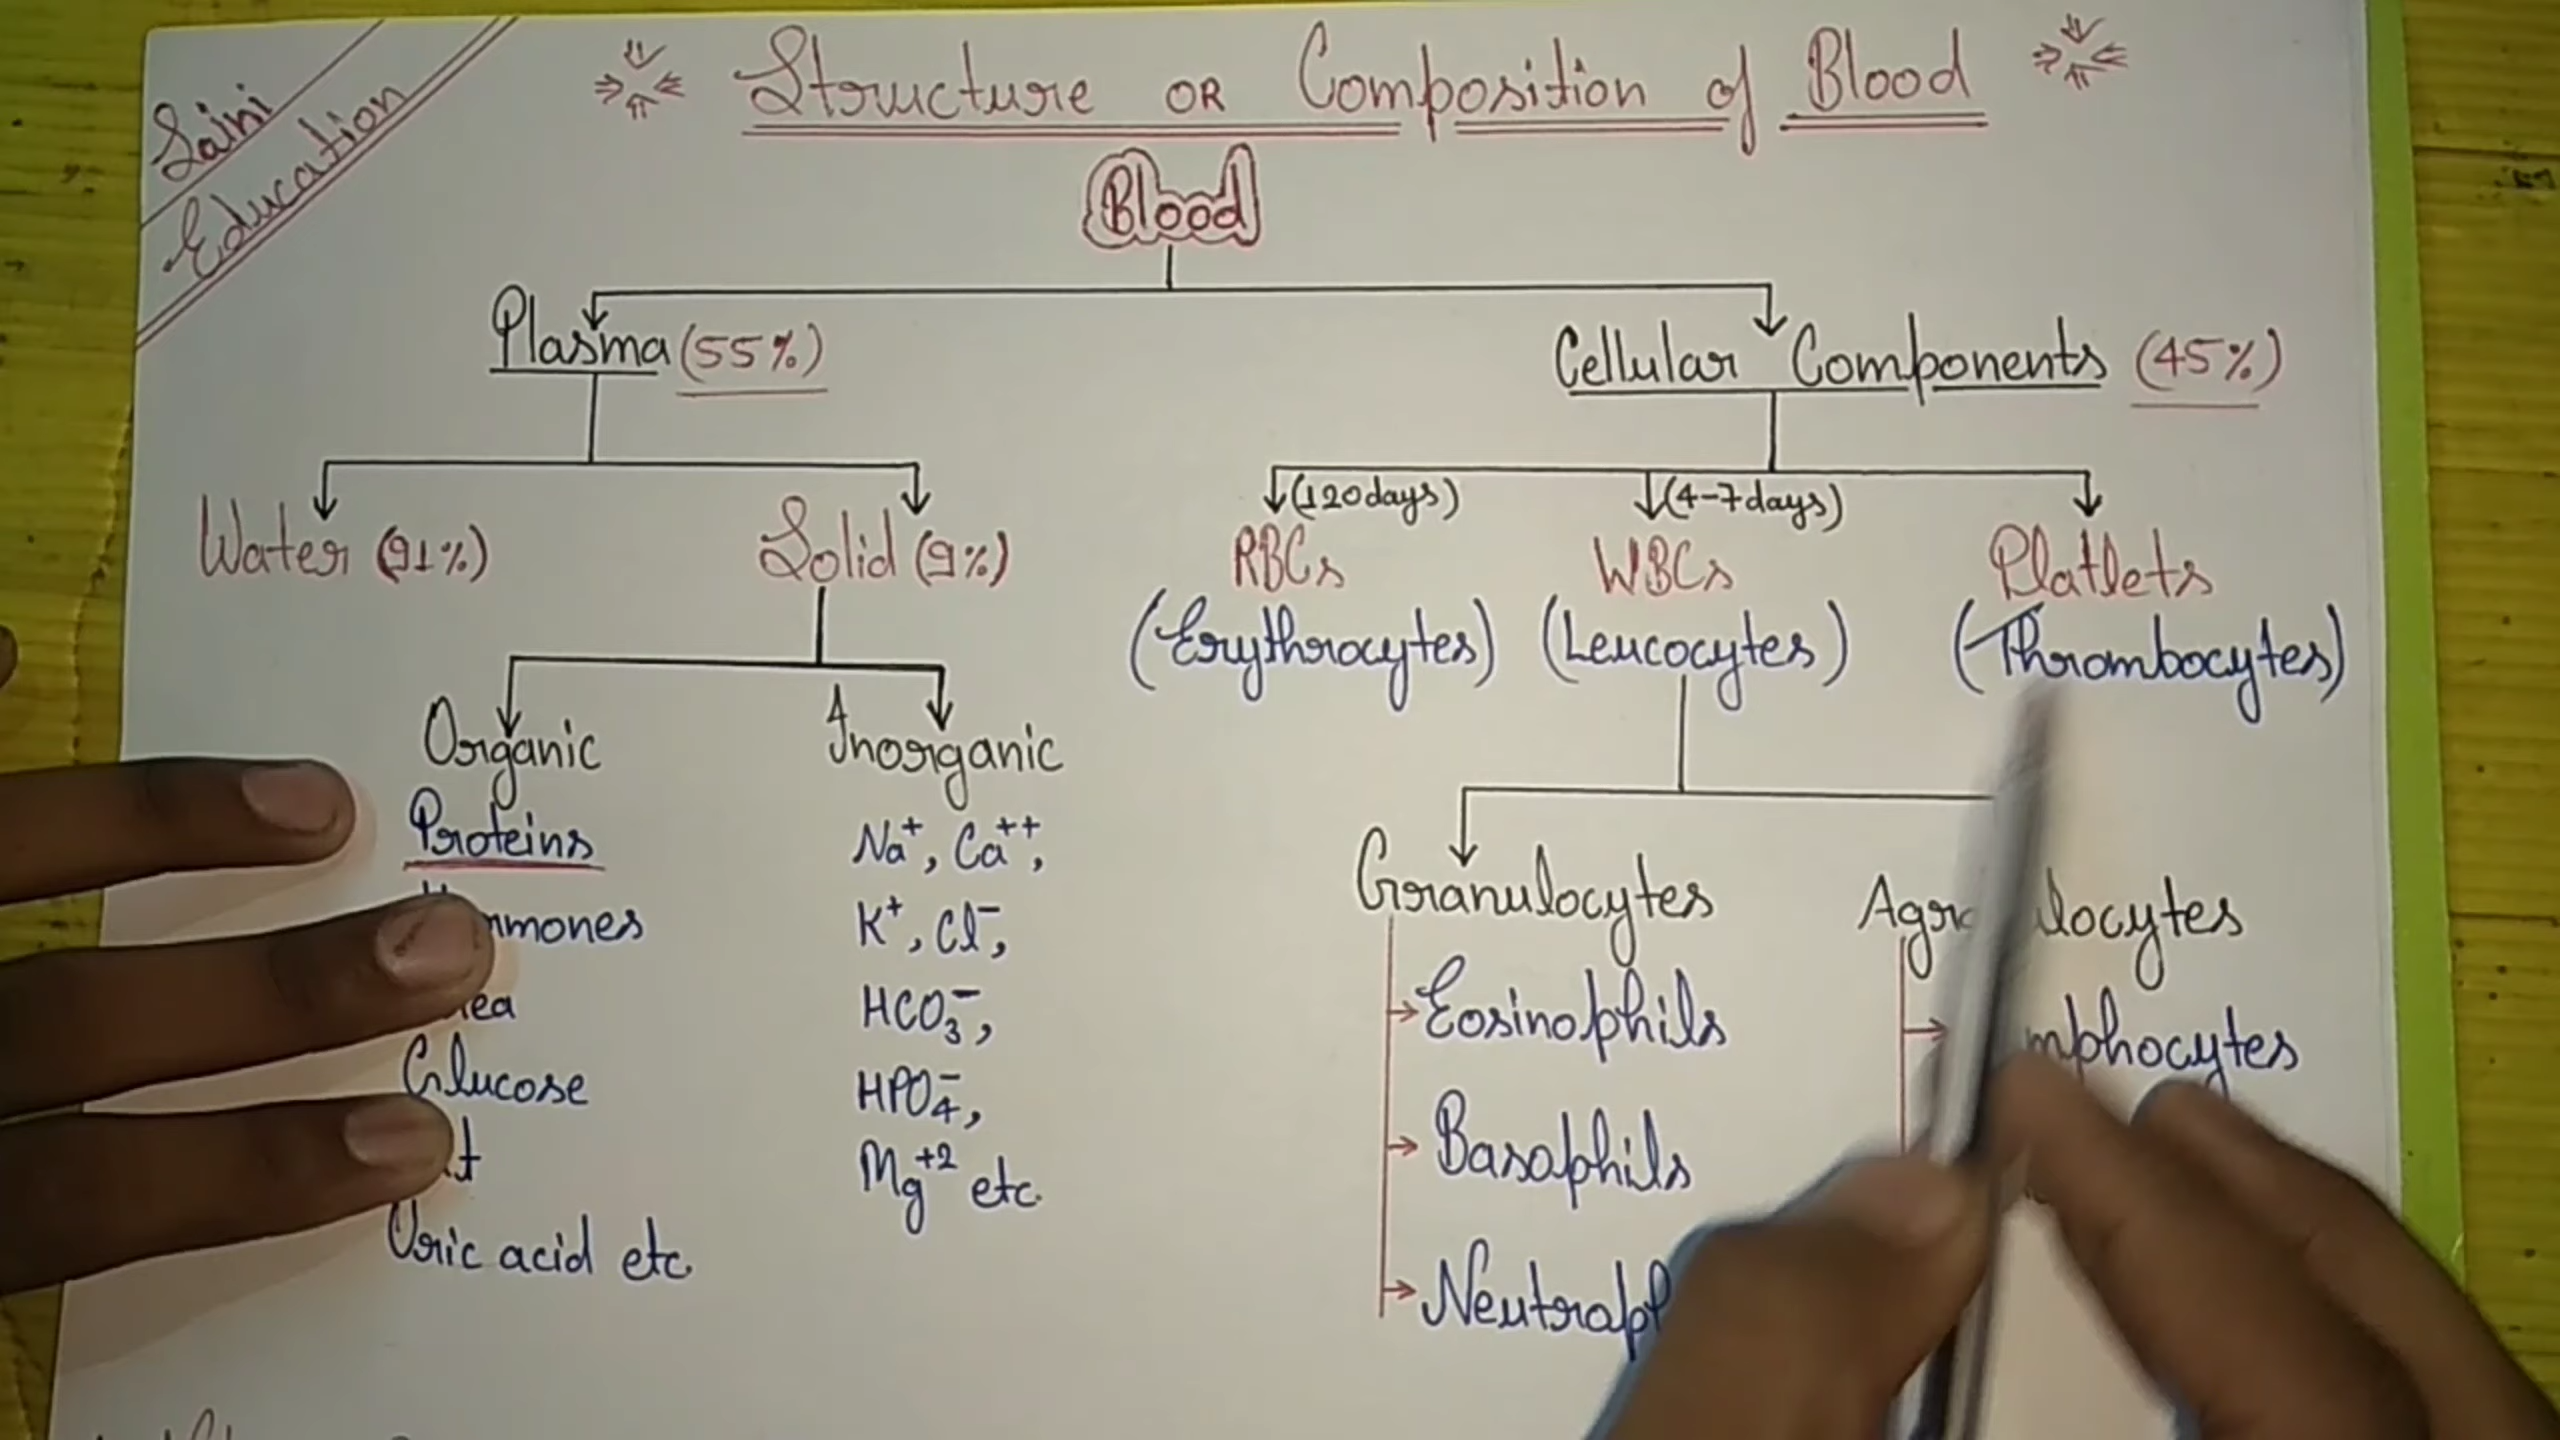 Saini
Education
Structure OR Composition of Blood
Blood
Plasma (55%)
Cellular Components (45%)
Water (91%)
Solid (9%)
(120days)
(4-7days)
RBCs
WBCs
Platlets
(Erythrocytes)
(Leucocytes)
(Thrombocytes)
Organic
Inorganic
Proteins
Glucose
Uric acid etc.
Na+, Ca++,
K+, Cl-,
HCO3-,
HPO4-,
Mg+2 etc.
Granulocytes
Eosinophils
Basophils